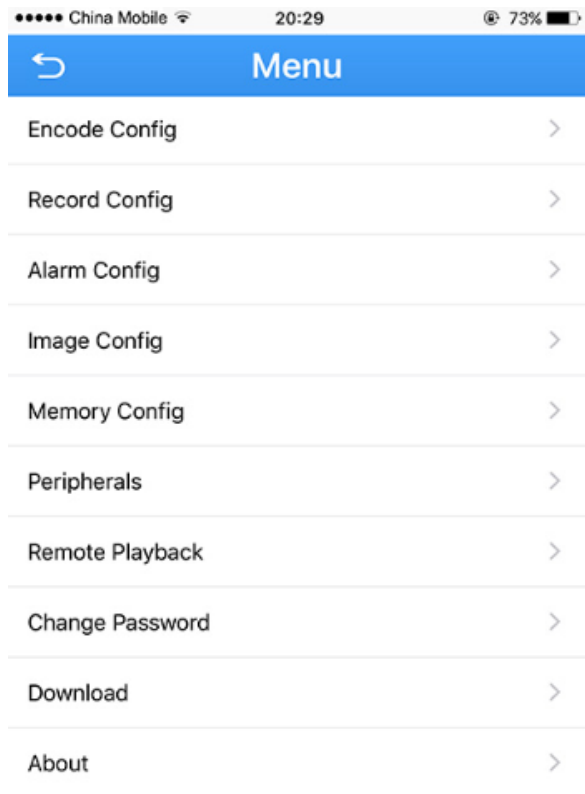 China Mobile 20:29 73%
Menu
Encode Config
Record Config
Alarm Config
Image Config
Memory Config
Peripherals
Remote Playback
Change Password
Download
About